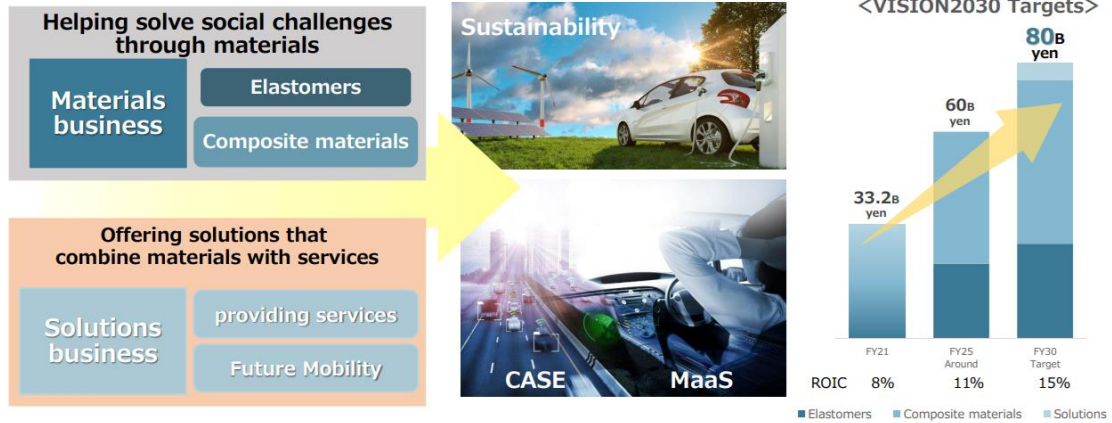 Helping solve social challenges
through materials
Materials
business
Elastomers
Composite materials
Offering solutions that
combine materials with services
Solutions
business
providing services
Future Mobility
Sustainability
CASE
MaaS
<VISION2030 Targets>
33.2B
yen
60B
yen
80B
yen
FY21
FY25
Around
FY30
Target
ROIC 8% 11% 15%
Elastomers Composite materials Solutions